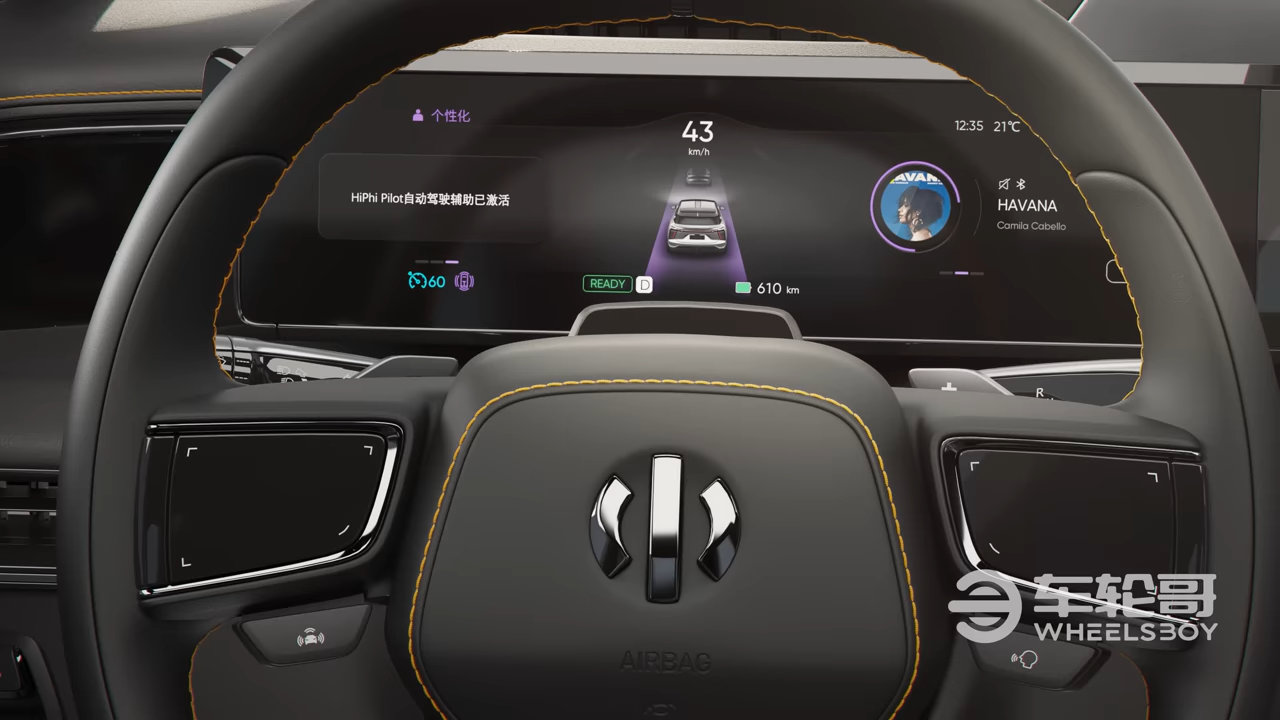 个性化
43
km/h
12:35 21℃
HiPhi Pilot自动驾驶辅助已激活
HAVANA
HAVANA
Camila Cabello
60
READY D
610 km
+
R
AIRBAG
车轮哥
WHEELSBOY